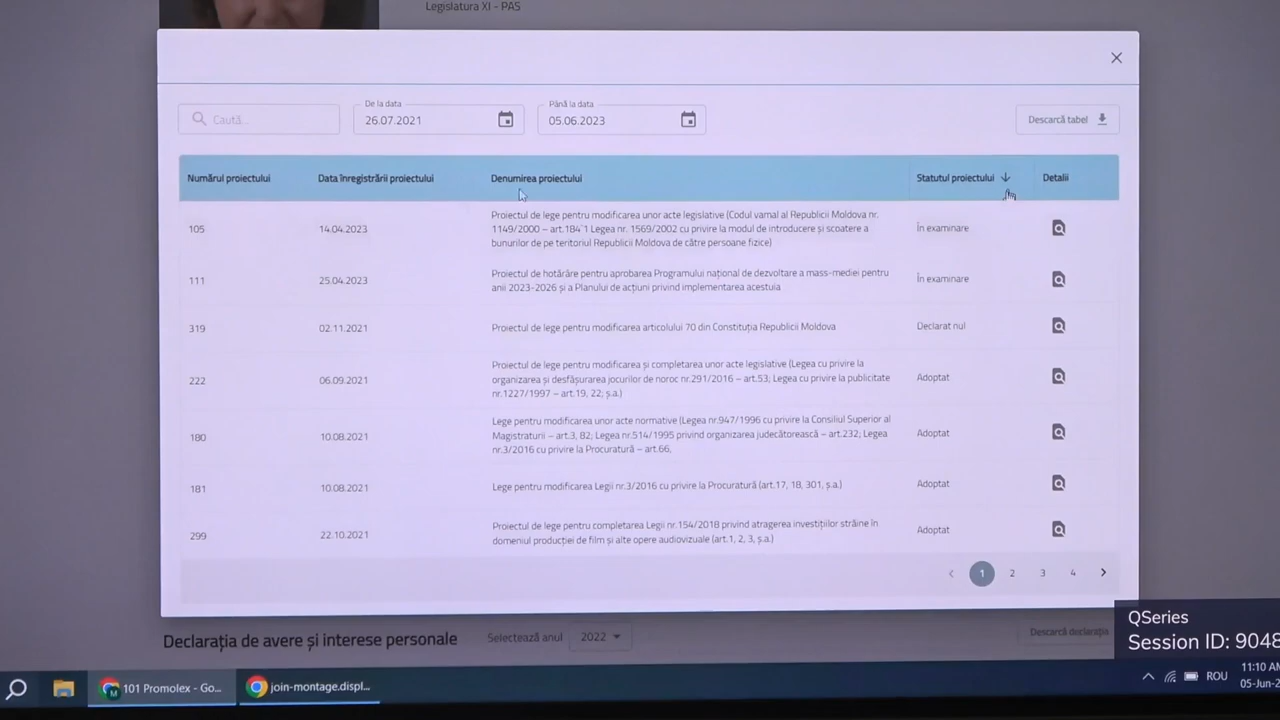 Legislatura XI - PAS
Caută...
De la data
26.07.2021
Până la data
05.06.2023
Descarcă tabel
Numărul proiectului
Data înregistrării proiectului
Denumirea proiectului
Statutul proiectului
Detalii
105
14.04.2023
Proiectul de lege pentru modificarea unor acte legislative (Codul vamal al Republicii Moldova nr.
1149/2000 – art.184ˆ1 Legea nr. 1569/2002 cu privire la modul de introducere și scoatere a
bunurilor de pe teritoriul Republicii Moldova de către persoane fizice)
În examinare
111
25.04.2023
Proiectul de hotărâre pentru aprobarea Programului național de dezvoltare a mass-mediei pentru
anii 2023-2026 și a Planului de acțiuni privind implementarea acestuia
În examinare
319
02.11.2021
Proiectul de lege pentru modificarea articolului 70 din Constituția Republicii Moldova
Declarat nul
222
06.09.2021
Proiectul de lege pentru modificarea și completarea unor acte legislative (Legea cu privire la
organizarea și desfășurarea jocurilor de noroc nr.291/2016 – art.53; Legea cu privire la publicitate
nr.1227/1997 – art.19, 22; ș.a.)
Adoptat
180
10.08.2021
Lege pentru modificarea unor acte normative (Legea nr.947/1996 cu privire la Consiliul Superior al
Magistraturii – art.3, 82; Legea nr.514/1995 privind organizarea judecătorească – art.232; Legea
nr.3/2016 cu privire la Procuratură – art.66,
Adoptat
181
10.08.2021
Lege pentru modificarea Legii nr.3/2016 cu privire la Procuratură (art.17, 18, 301, ș.a.)
Adoptat
299
22.10.2021
Proiectul de lege pentru completarea Legii nr.154/2018 privind atragerea investițiilor străine în
domeniul producției de film și alte opere audiovizuale (art.1, 2, 3, ș.a.)
Adoptat
1 2 3 4
Declarația de avere și interese personale
Selectează anul
2022
Descarcă declarația
QSeries
Session ID: 9048
101 Promolex - Go...
join-montage.displ...
ROU
11:10 AM
05-Jun-2